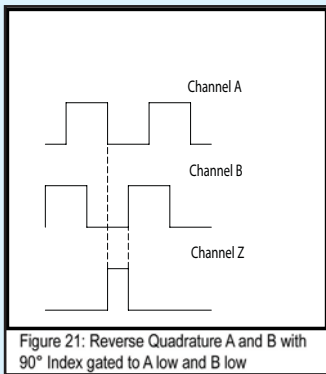 Channel A
Channel B
Channel Z
Figure 21: Reverse Quadrature A and B with
90° Index gated to A low and B low